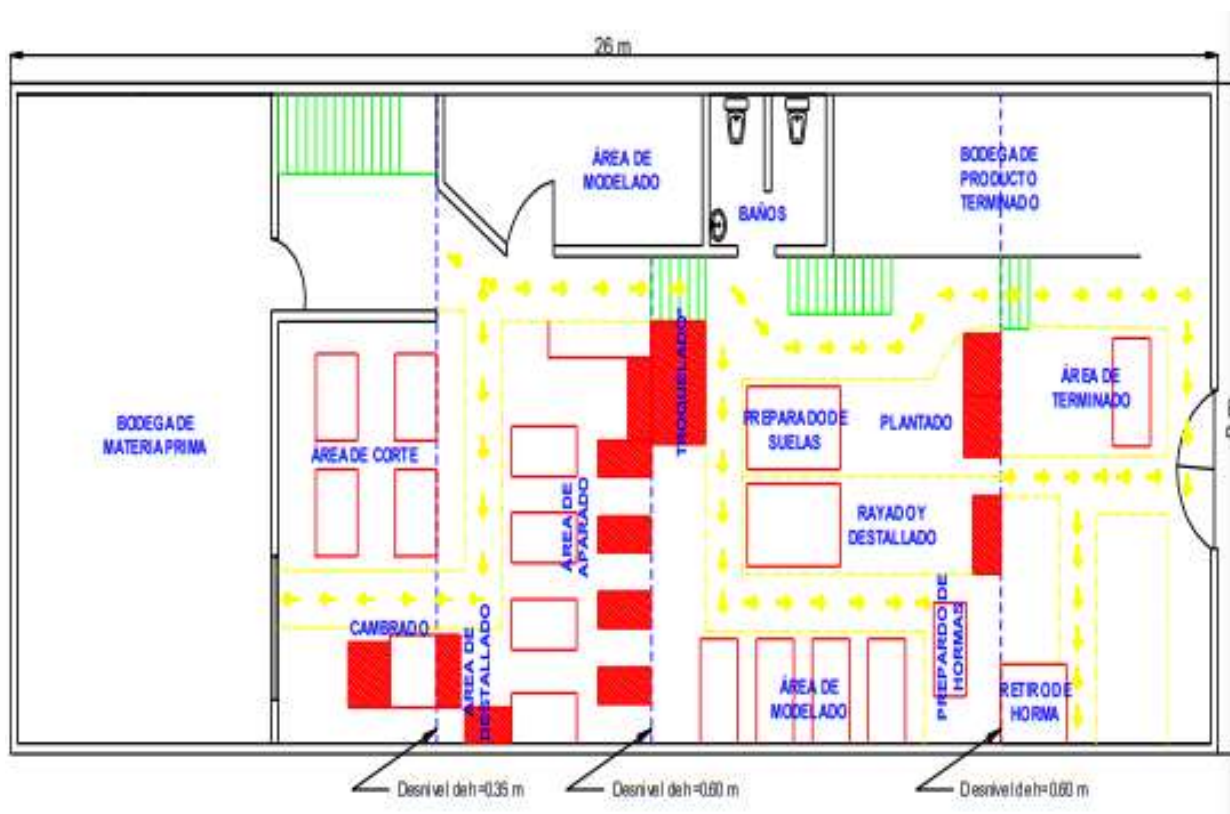 26 m
ÁREA DE
MODELADO
BAÑOS
BODEGA DE
PRODUCTO
TERMINADO
TROQUELADO"
ÁREA DE
TERMINADO
BODEGA DE
MATERIA PRIMA
AREA DE CORTE
PREPARADO DE
SUELAS
PLANTADO
ÁREA DE
APARADO
RAYADO Y
DESTALLADO
CAMBRADO
ÁREA DE
DESTALLADO
PREPARDO DE
HORMAS
ÁREA DE
MODELADO
RETIRO DE
HORMA
Desnivel de h=0.35 m
Desnivel de h=0.60 m
Desnivel de h=0.60 m